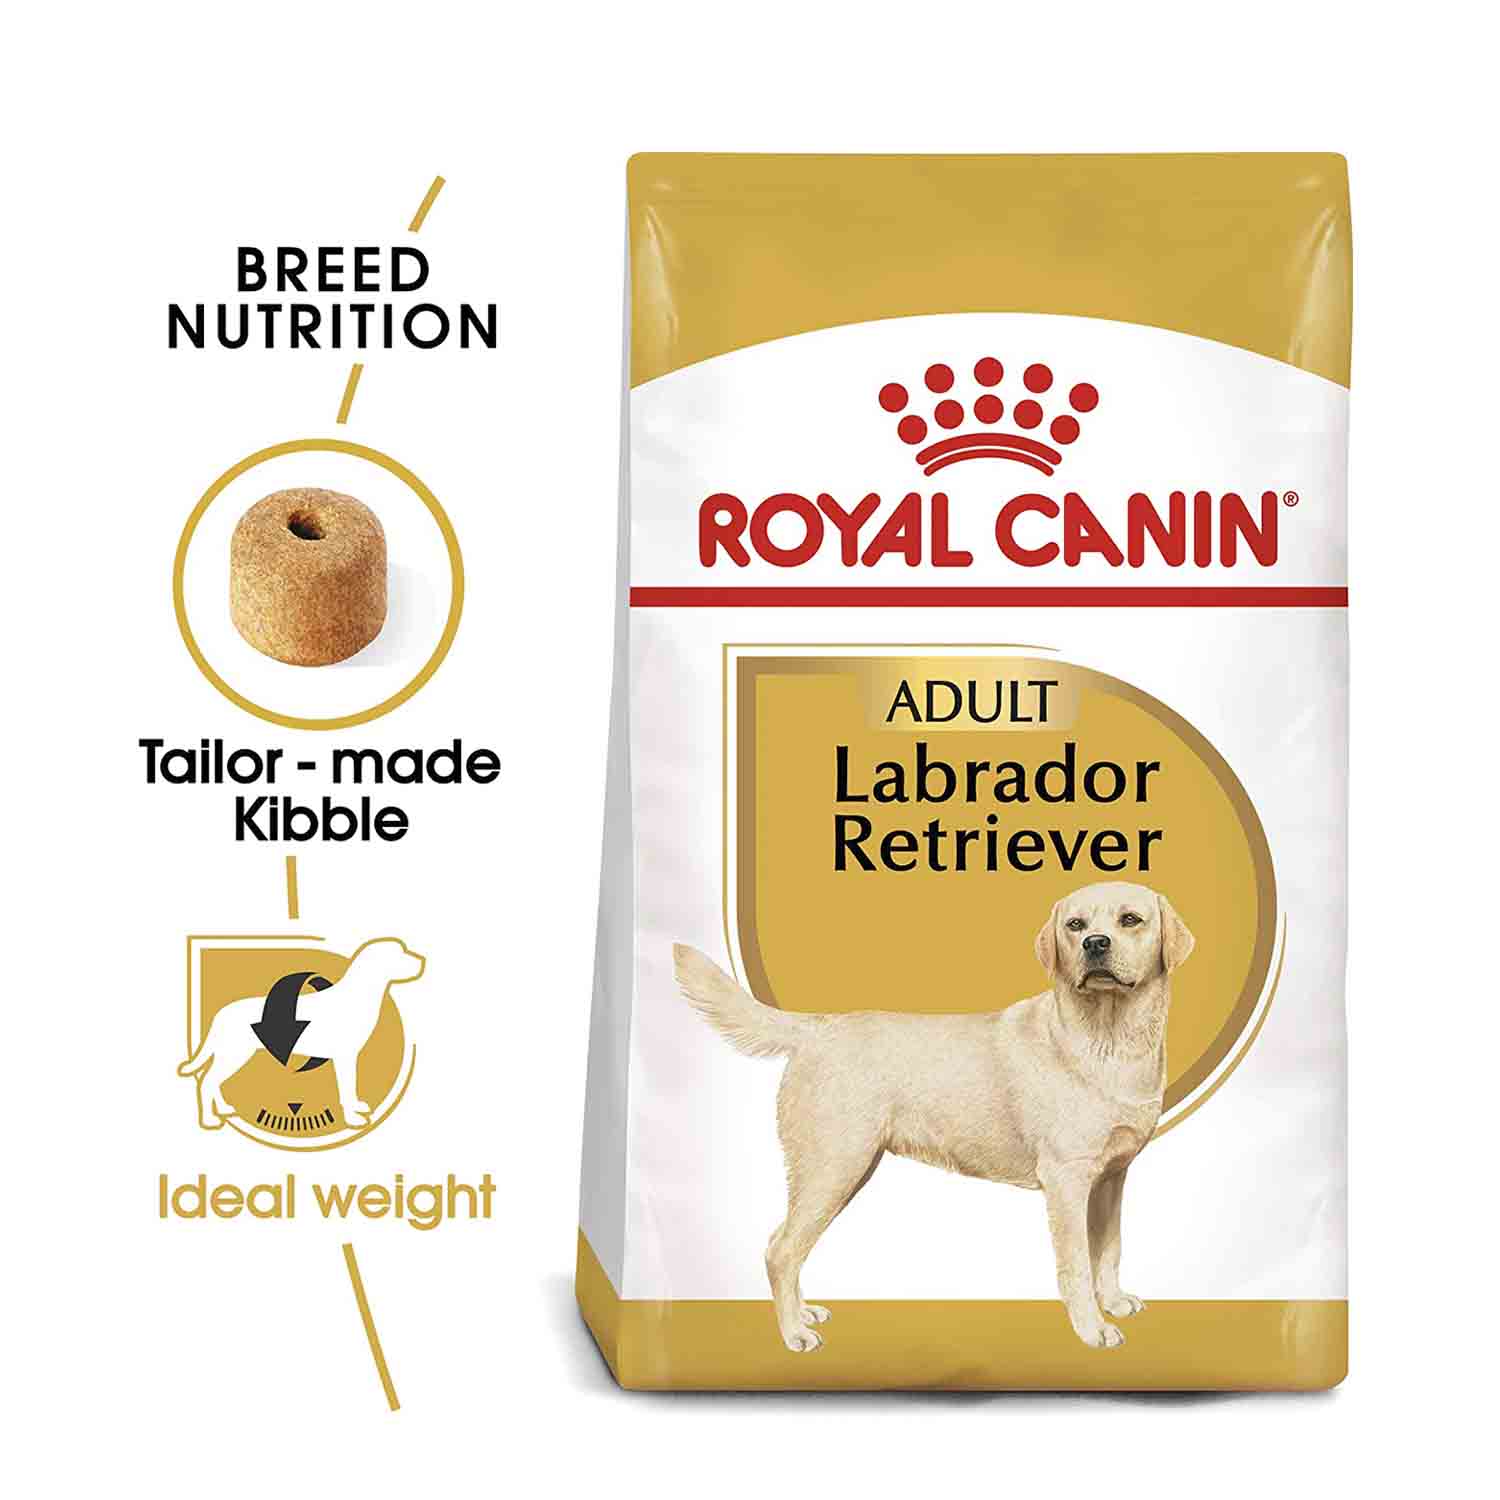 BREED
NUTRITION
Tailor - made
Kibble
Ideal weight
ROYAL CANIN®
ADULT
Labrador
Retriever